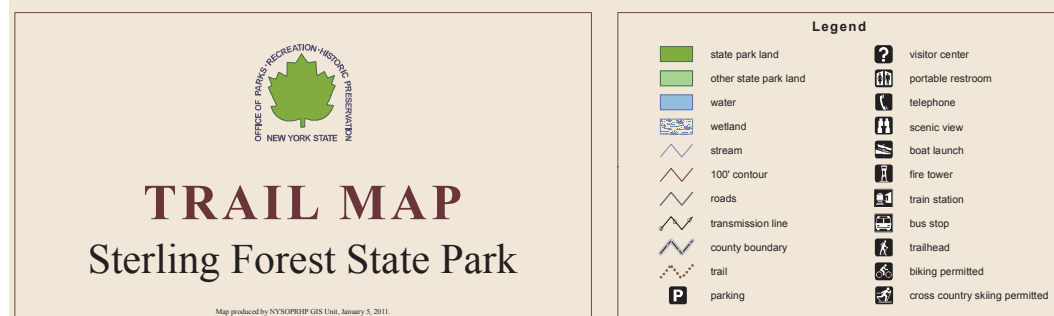 OFFICE OF PARKS·RECREATION·HISTORIC PRESERVATION
NEW YORK STATE
TRAIL MAP
Sterling Forest State Park
Map produced by NYSOPRHP GIS Unit, January 5, 2011.
Legend
state park land
other state park land
water
wetland
stream
100' contour
roads
transmission line
county boundary
trail
P parking
? visitor center
portable restroom
telephone
scenic view
boat launch
fire tower
train station
bus stop
trailhead
biking permitted
cross country skiing permitted